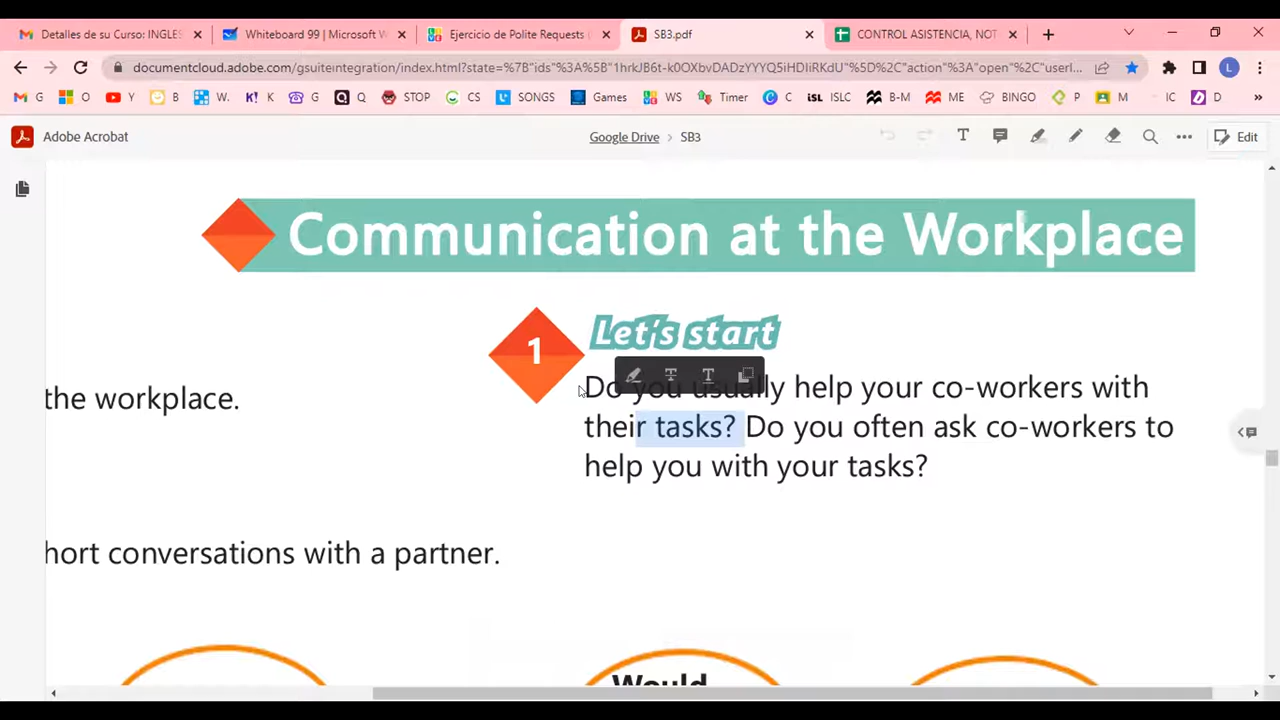 Detalles de su Curso: INGLÉS
Whiteboard 99 | Microsoft W
Ejercicio de Polite Requests (
SB3.pdf
CONTROL ASISTENCIA, NOT
documentcloud.adobe.com/gsuiteintegration/index.html?state=%7B"ids"%3A%5B"1hrkJB6t-k0OXbvDADzYYYQ5iHDIiRKdU"%5D%2C"action"%3A"open"%2C"userI...
L
G O Y B W. K! K G Q STOP CS SONGS Games WS Timer C ISLC B-M ME BINGO P M IC D »
Adobe Acrobat
Google Drive > SB3
Edit
Communication at the Workplace
Let's start
1
Do you usually help your co-workers with
the workplace.
their tasks? Do you often ask co-workers to
help you with your tasks?
hort conversations with a partner.
Would